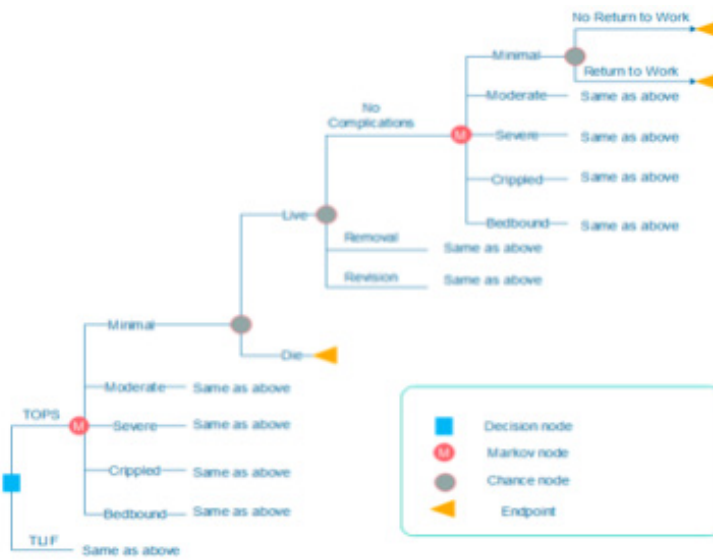 No Return to Work
Minimal
Return to Work
Moderate Same as above
No
Complications
M
Severe Same as above
Crippled Same as above
Live
Bedbound Same as above
Removal Same as above
Revision Same as above
Minimal
Die
Moderate Same as above
TOPS
M
Severe Same as above
Crippled Same as above
Bedbound Same as above
TLIF Same as above
Decision node
M Markov node
Chance node
Endpoint